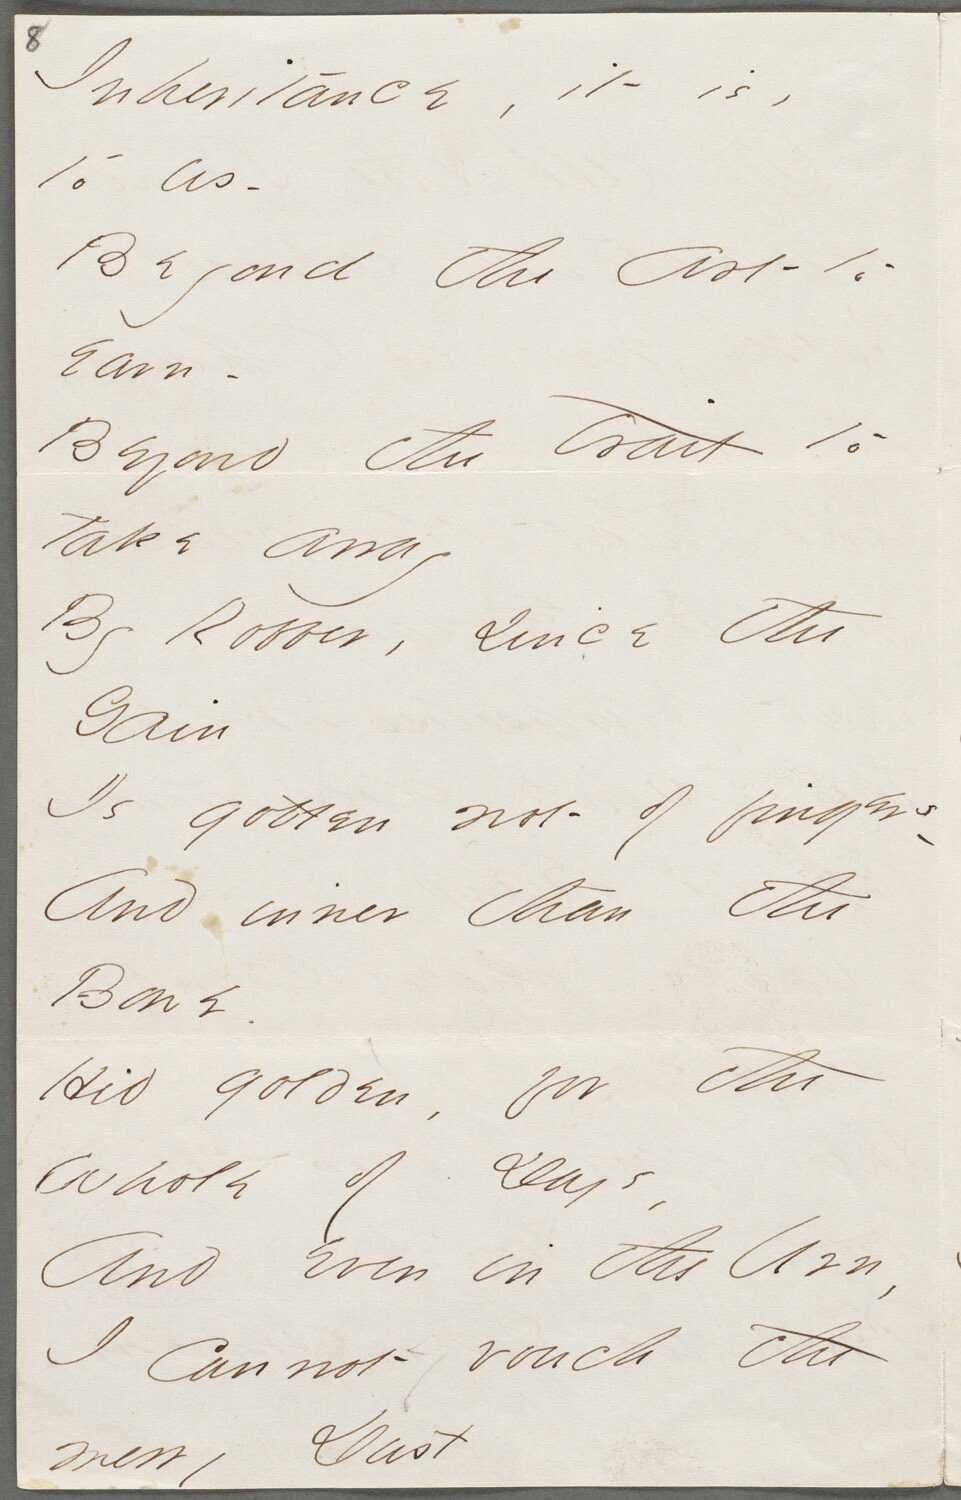 8
Inheritance, it is,
to us -
Beyond the Art to
Earn -
Beyond the trait to
take away
By Robber, since the
Gain
Is gotten not of fingers -
And inner than the
Bone.
Hid golden, for the
whole of Days,
And even in the Urn,
I cannot vouch the
merry Dust